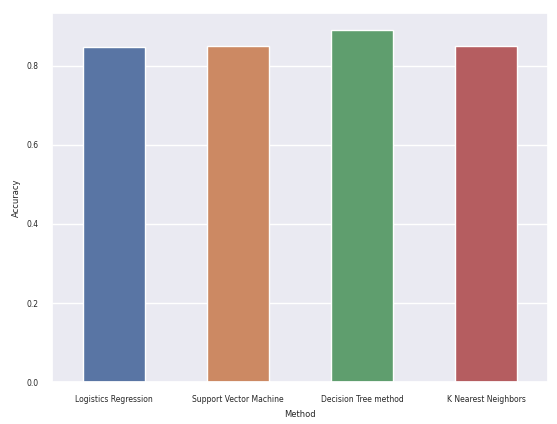 0.8
0.6
0.4
0.2
0.0
Accuracy
Logistics Regression
Support Vector Machine
Decision Tree method
K Nearest Neighbors
Method